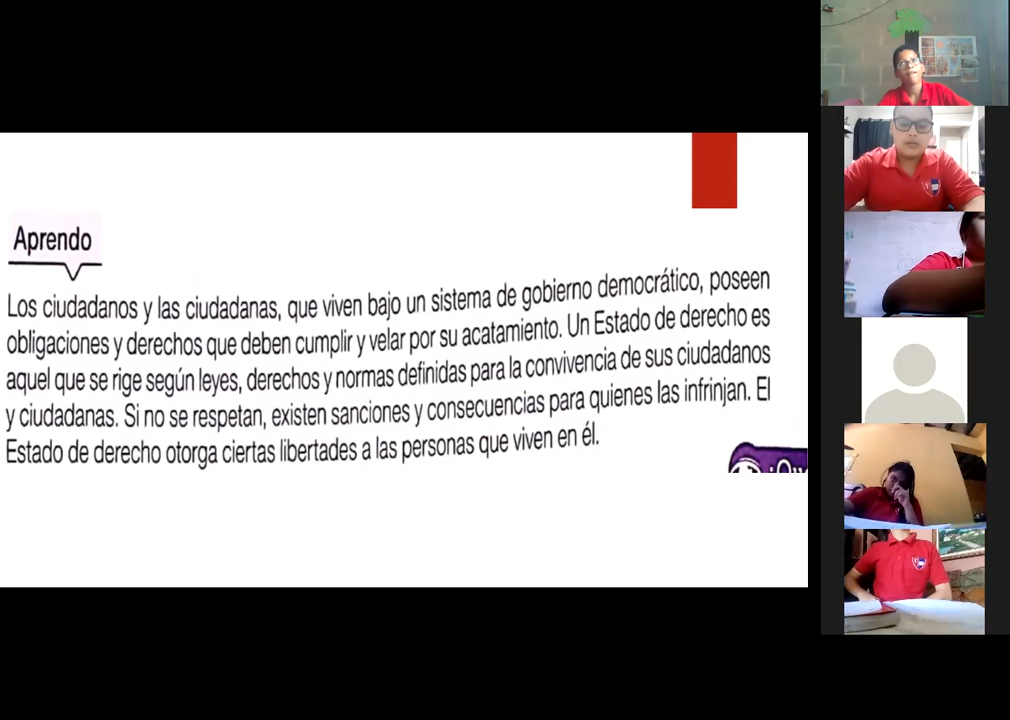 Aprendo
Los ciudadanos y las ciudadanas, que viven bajo un sistema de gobierno democrático, poseen
obligaciones y derechos que deben cumplir y velar por su acatamiento. Un Estado de derecho es
aquel que se rige según leyes, derechos y normas definidas para la convivencia de sus ciudadanos
y ciudadanas. Si no se respetan, existen sanciones y consecuencias para quienes las infrinjan. El
Estado de derecho otorga ciertas libertades a las personas que viven en él.